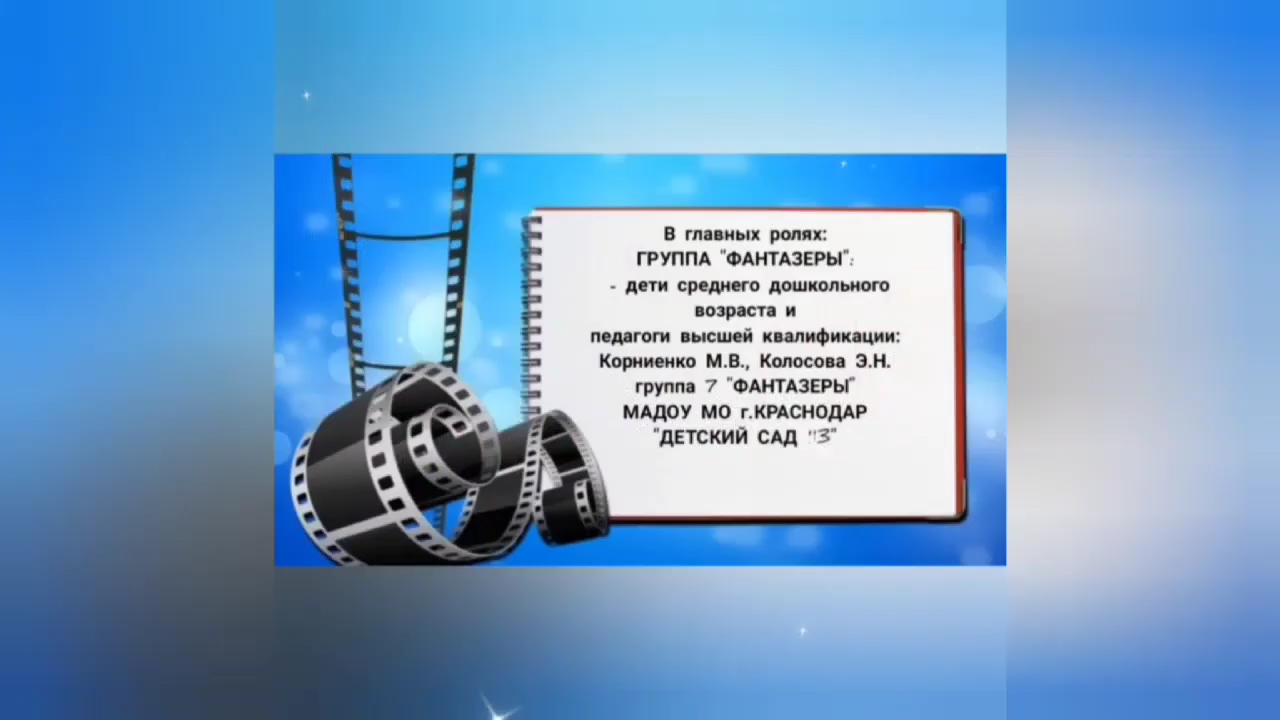 В главных ролях:
ГРУППА "ФАНТАЗЕРЫ":
- дети среднего дошкольного
возраста и
педагоги высшей квалификации:
Корниенко М.В., Колосова Э.Н.
группа 7 "ФАНТАЗЕРЫ"
МАДОУ МО г.КРАСНОДАР
"ДЕТСКИЙ САД